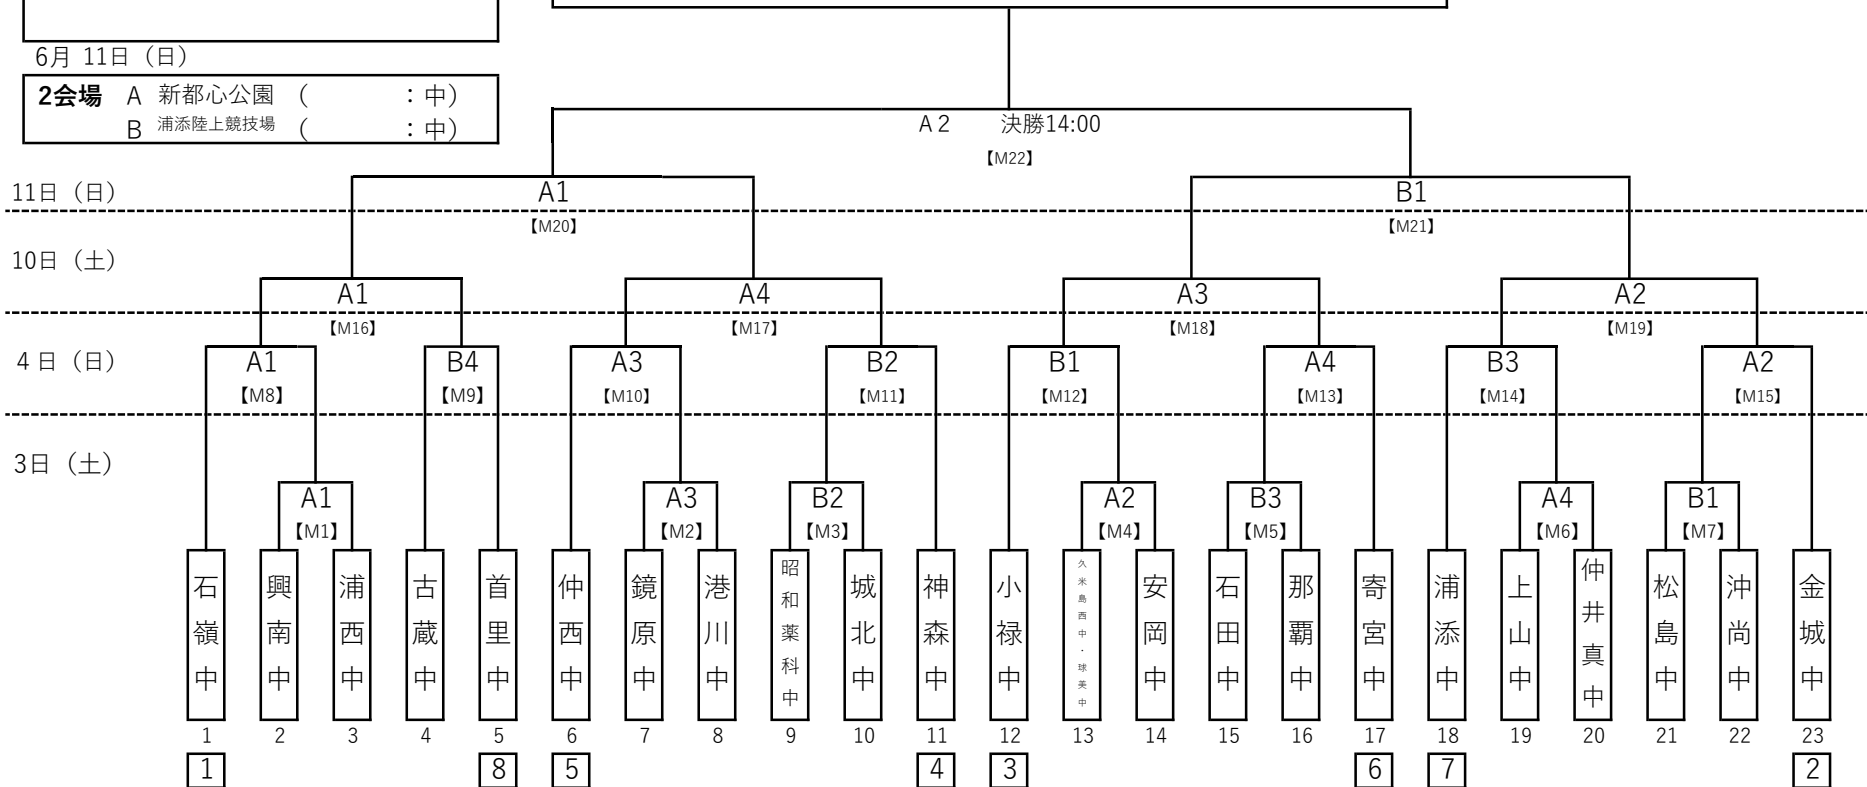 6月 11日（日）
2会場 A 新都心公園 （ ：中）
B 浦添陸上競技場 （ ：中）
A 2 決勝14:00
【M22】
11日（日） A1 B1
【M20】 【M21】
10日（土）
A1 A4 A3 A2
【M16】 【M17】 【M18】 【M19】
4 日（日） A1 B4 A3 B2 B1 A4 B3 A2
【M8】 【M9】 【M10】 【M11】 【M12】 【M13】 【M14】 【M15】
3日（土）
A1 A3 B2 A2 B3 A4 B1
【M1】 【M2】 【M3】 【M4】 【M5】 【M6】 【M7】
石嶺中
興南中
浦西中
古蔵中
首里中
仲西中
鏡原中
港川中
昭和薬科中
城北中
神森中
小禄中
久米島西中・球美中
安岡中
石田中
那覇中
寄宮中
浦添中
上山中
仲井真中
松島中
沖尚中
金城中
1 2 3 4 5 6 7 8 9 10 11 12 13 14 15 16 17 18 19 20 21 22 23
1 8 5 4 3 6 7 2